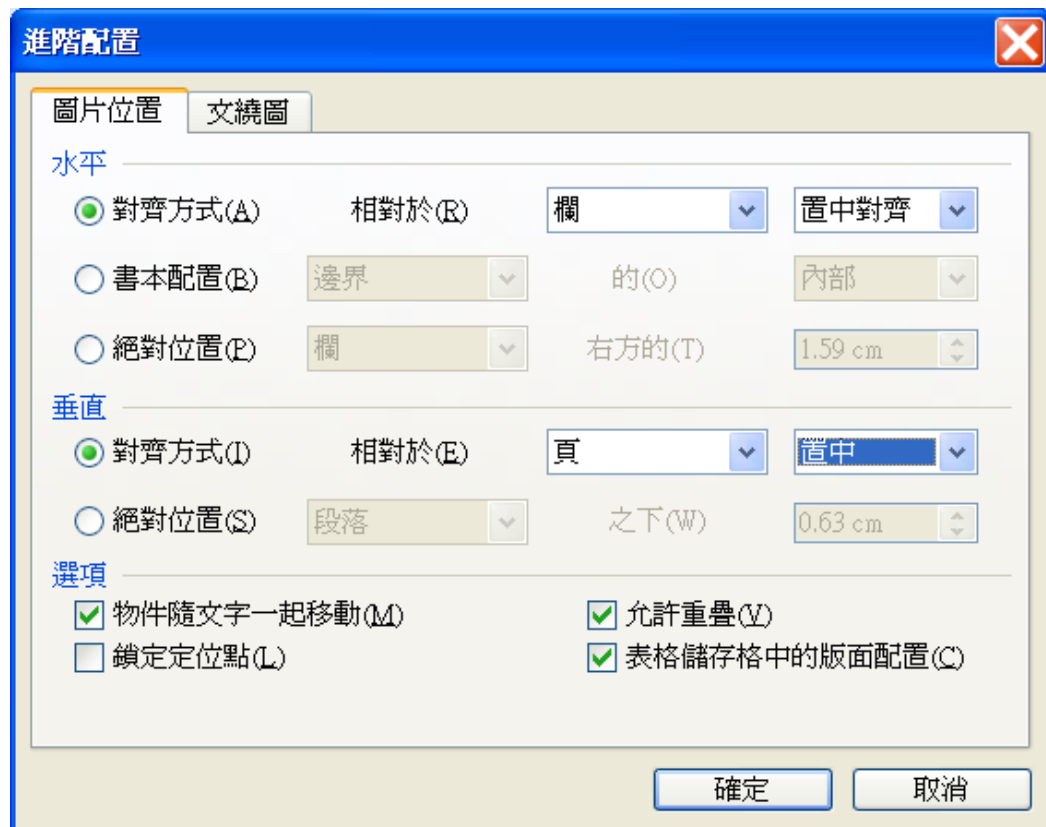 進階配置
圖片位置 文繞圖
水平
對齊方式(A) 相對於(R) 欄 置中對齊
書本配置(B) 邊界 的(O) 內部
絕對位置(P) 欄 右方的(T) 1.59 cm
垂直
對齊方式(I) 相對於(E) 頁 置中
絕對位置(S) 段落 之下(W) 0.63 cm
選項
物件隨文字一起移動(M) 允許重疊(V)
鎖定定位點(L) 表格儲存格中的版面配置(C)
確定 取消